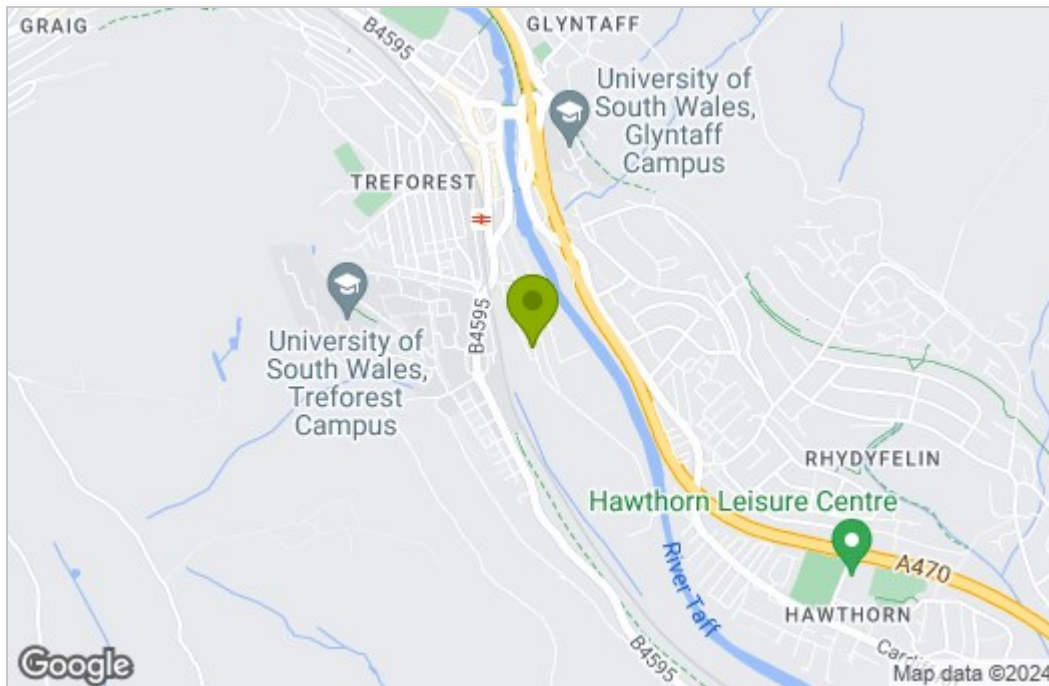 GRAIG
B4595
GLYNTAFF
University of
South Wales,
Glyntaff
Campus
TREFOREST
B4595
University of
South Wales,
Treforest
Campus
RHYDYFELIN
Hawthorn Leisure Centre
River Taff
A470
HAWTHORN
B4595
Google
Map data ©2024